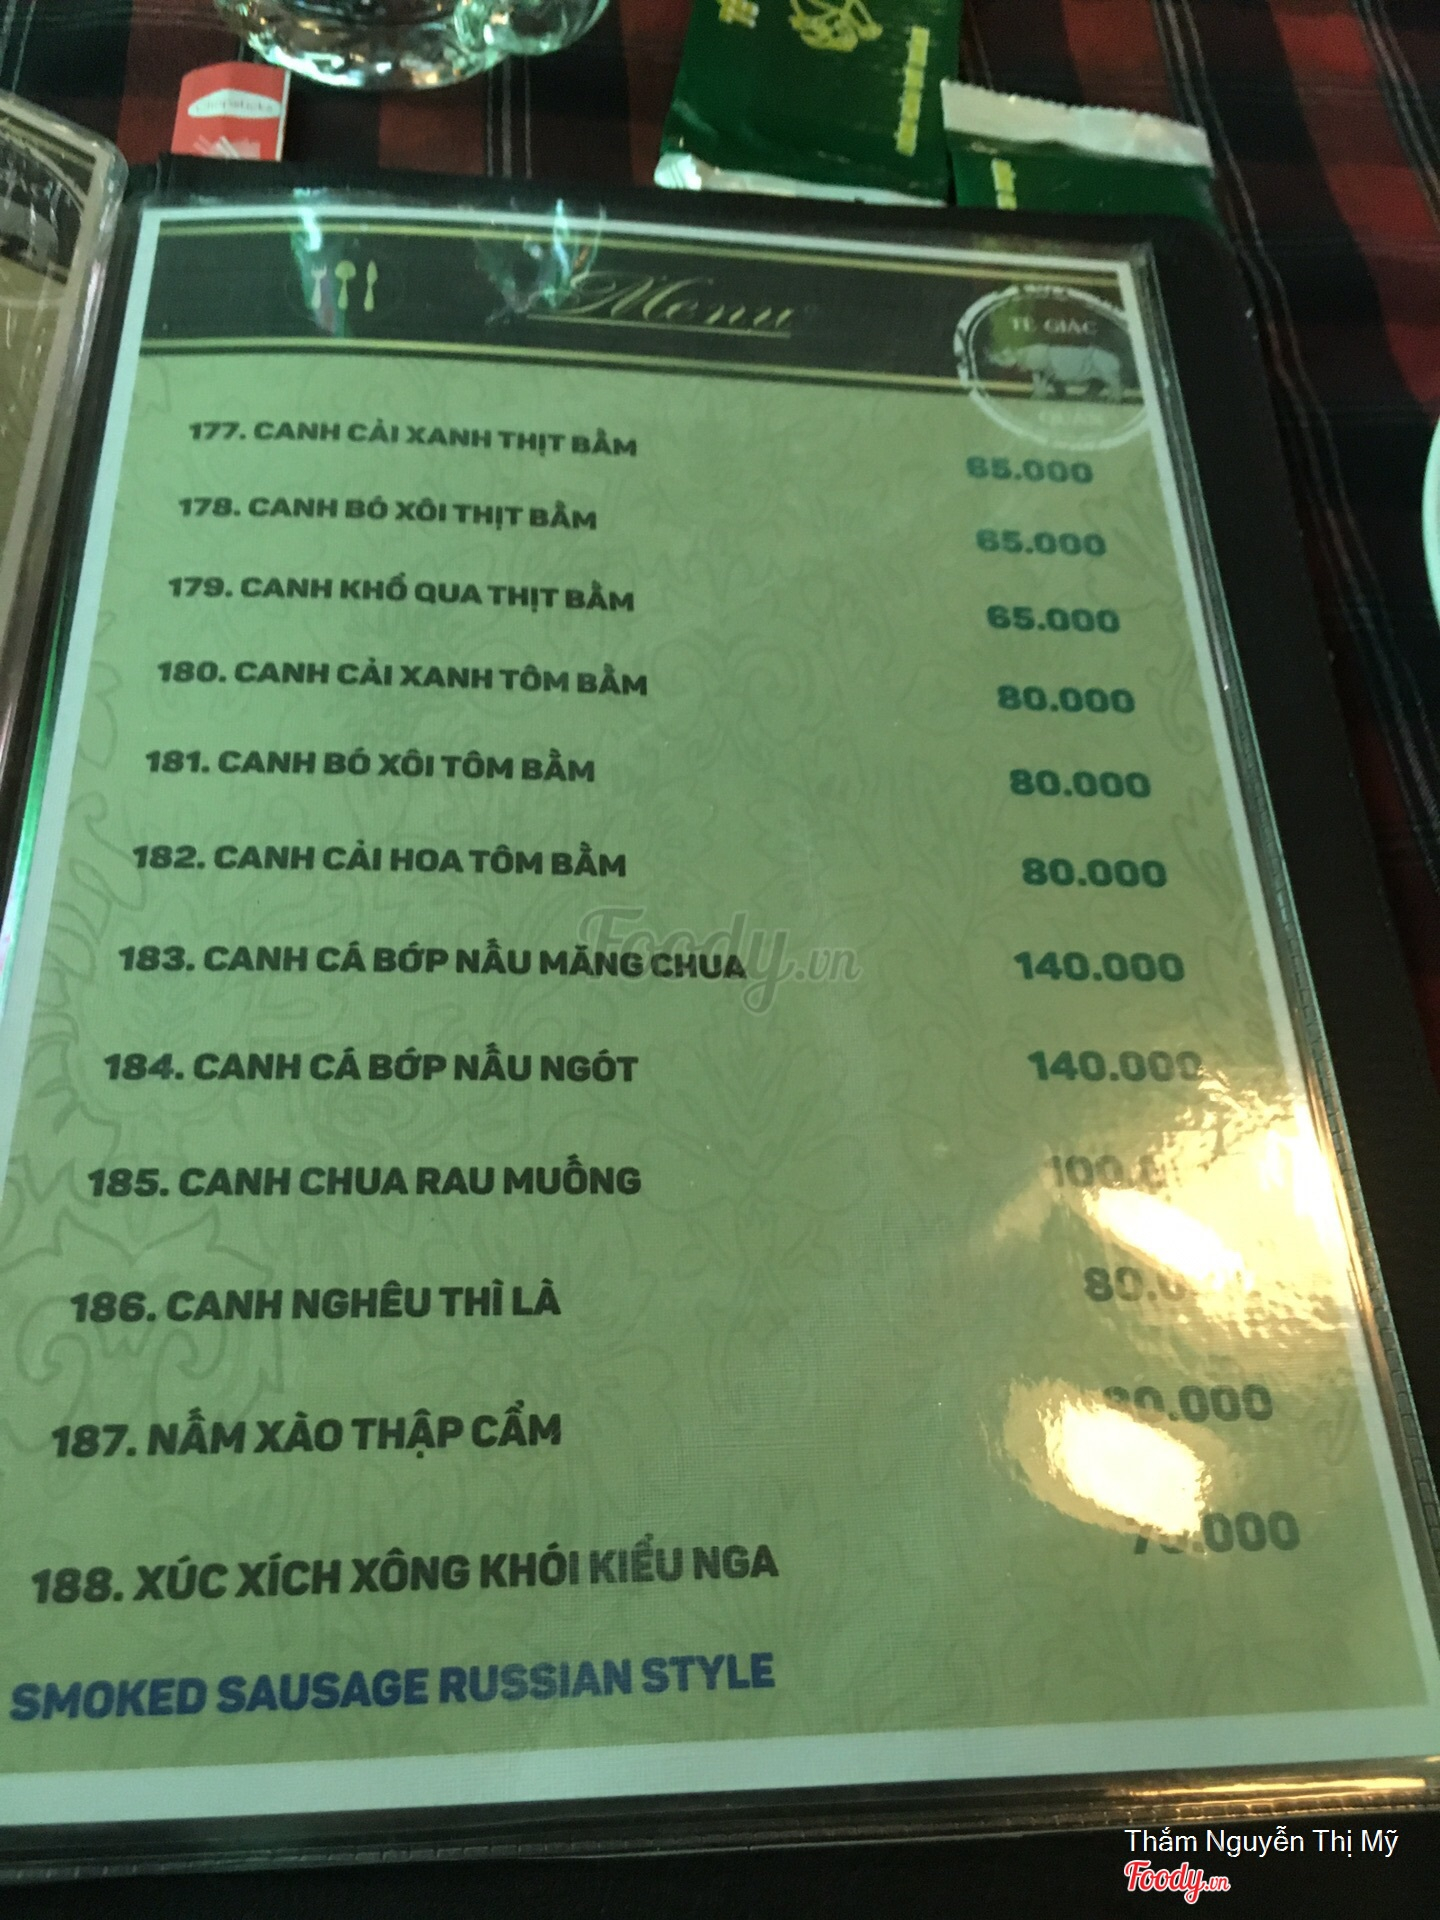 Chopsticks
Menu
TÊ GIÁC
QUÁN
177. CANH CẢI XANH THỊT BẰM 65.000
178. CANH BÓ XÔI THỊT BẰM 65.000
179. CANH KHỔ QUA THỊT BẰM 65.000
180. CANH CẢI XANH TÔM BẰM 80.000
181. CANH BÓ XÔI TÔM BẰM 80.000
182. CANH CẢI HOA TÔM BẰM 80.000
183. CANH CÁ BỚP NẤU MĂNG CHUA 140.000
184. CANH CÁ BỚP NẤU NGÓT 140.000
185. CANH CHUA RAU MUỐNG
186. CANH NGHÊU THÌ LÀ
187. NẤM XÀO THẬP CẨM
188. XÚC XÍCH XÔNG KHÓI KIỂU NGA
SMOKED SAUSAGE RUSSIAN STYLE
Foody.vn
Thắm Nguyễn Thị Mỹ
Foody.vn